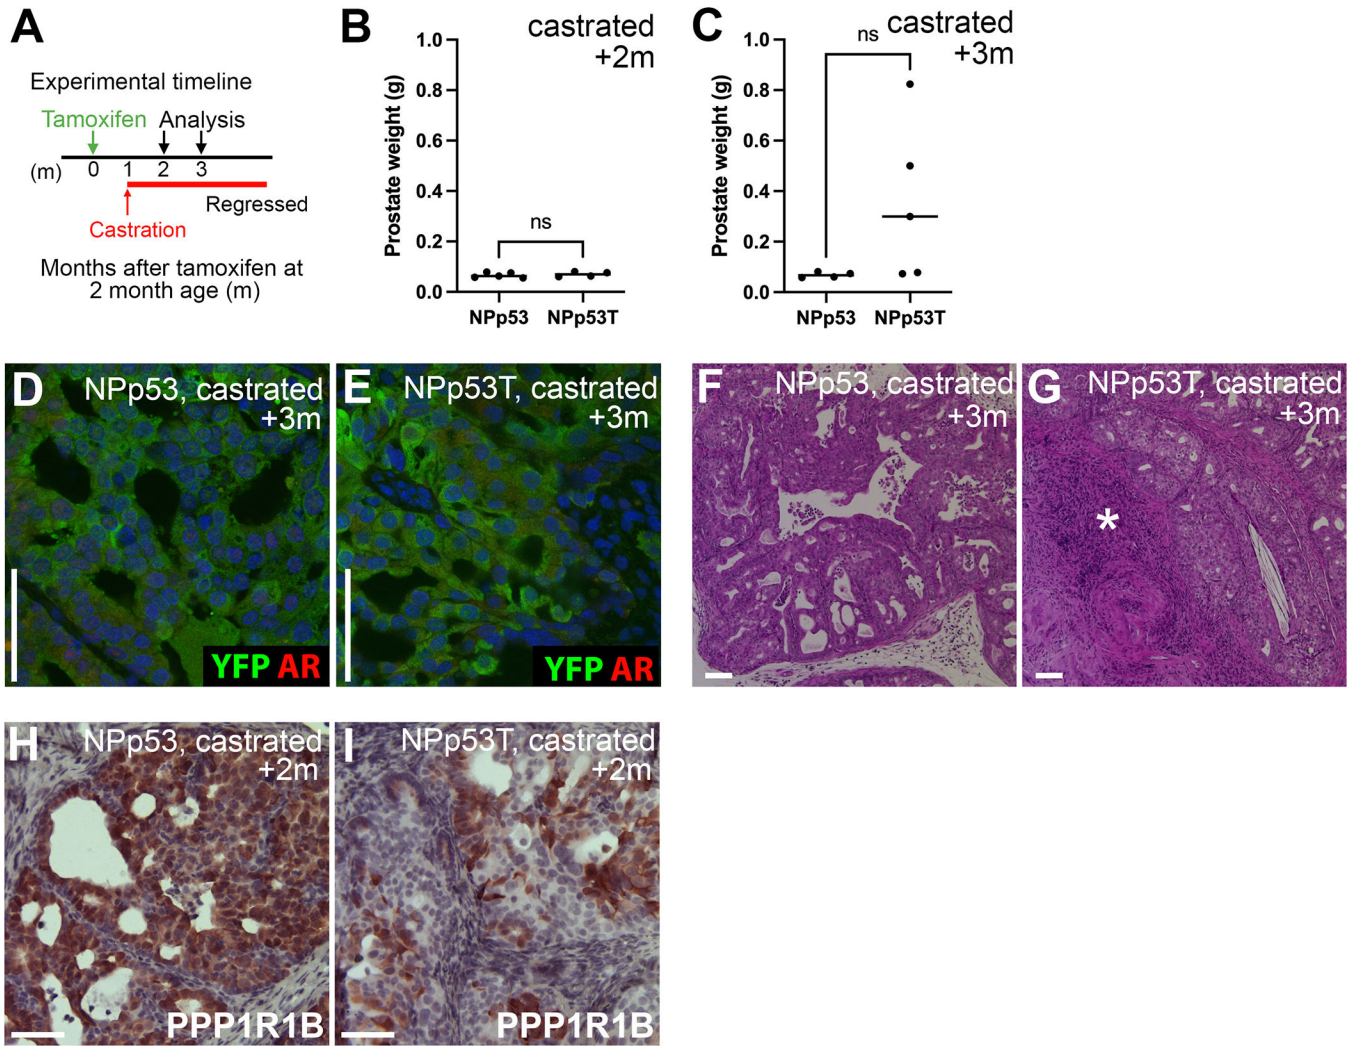 A
Experimental timeline
Tamoxifen Analysis
(m) 0 1 2 3
Regressed
Castration
Months after tamoxifen at
2 month age (m)
B
castrated
+2m
Prostate weight (g)
1.0
0.8
0.6
0.4
0.2
0.0
ns
NPp53 NPp53T
C
castrated
+3m
Prostate weight (g)
1.0
0.8
0.6
0.4
0.2
0.0
ns
NPp53 NPp53T
D
NPp53, castrated
+3m
YFP AR
E
NPp53T, castrated
+3m
YFP AR
F
NPp53, castrated
+3m
G
NPp53T, castrated
+3m
*
H
NPp53, castrated
+2m
PPP1R1B
I
NPp53T, castrated
+2m
PPP1R1B